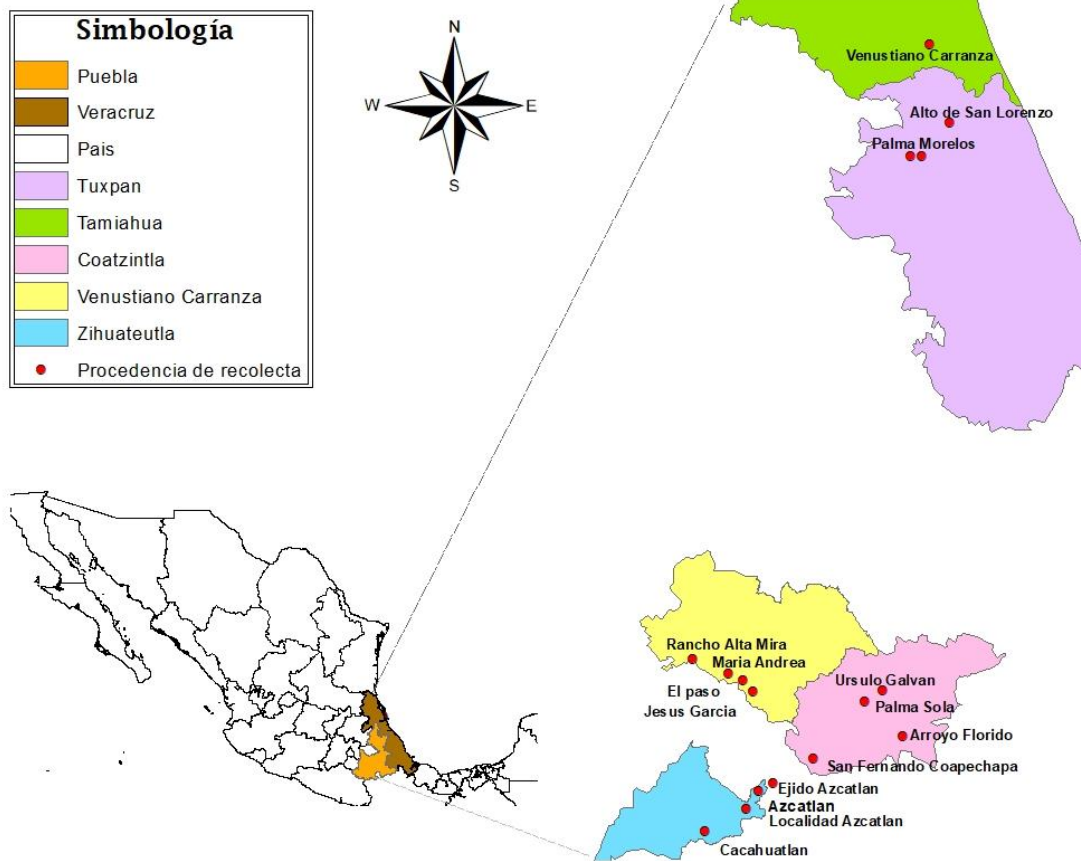 Simbología
Puebla
Veracruz
Pais
Tuxpan
Tamiahua
Coatzintla
Venustiano Carranza
Zihuateutla
Procedencia de recolecta
N
W
E
S
Venustiano Carranza
Alto de San Lorenzo
Palma Morelos
Rancho Alta Mira
Maria Andrea
El paso
Jesus Garcia
Ursulo Galvan
Palma Sola
Arroyo Florido
San Fernando Coapechapa
Ejido Azcatlan
Azcatlan
Localidad Azcatlan
Cacahuatlan